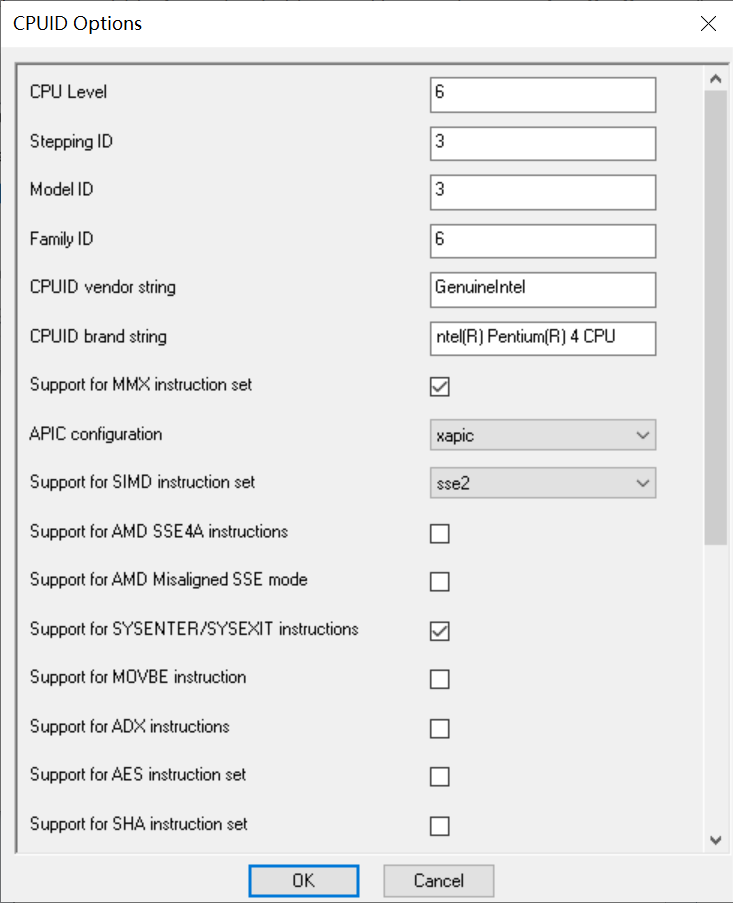 CPUID Options
CPU Level 6
Stepping ID 3
Model ID 3
Family ID 6
CPUID vendor string GenuineIntel
CPUID brand string ntel(R) Pentium(R) 4 CPU
Support for MMX instruction set
APIC configuration xapic
Support for SIMD instruction set sse2
Support for AMD SSE4A instructions
Support for AMD Misaligned SSE mode
Support for SYSENTER/SYSEXIT instructions
Support for MOVBE instruction
Support for ADX instructions
Support for AES instruction set
Support for SHA instruction set
OK Cancel